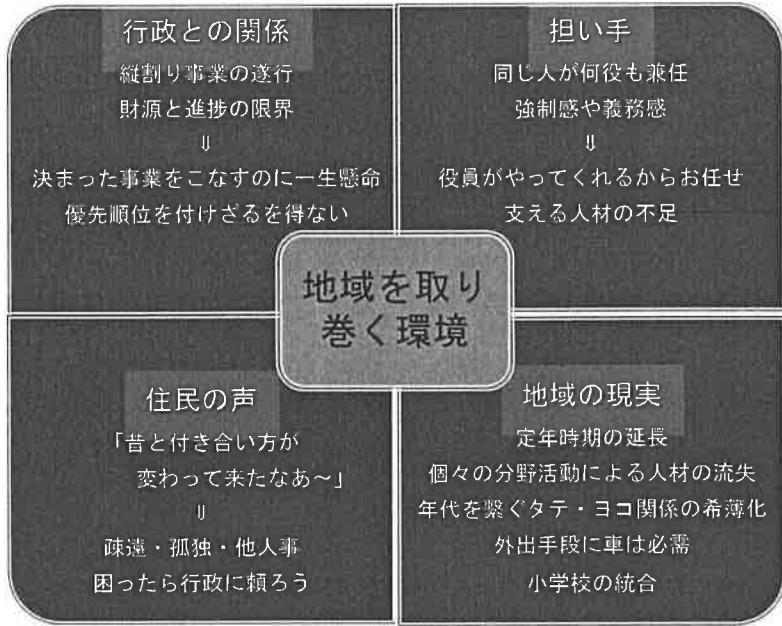 行政との関係
縦割り事業の遂行
財源と進捗の限界
⇓
決まった事業をこなすのに一生懸命
優先順位を付けざるを得ない
担い手
同じ人が何役も兼任
強制感や義務感
⇓
役員がやってくれるからお任せ
支える人材の不足
地域を取り
巻く環境
住民の声
「昔と付き合い方が
変わって来たなあ～」
⇓
疎遠・孤独・他人事
困ったら行政に頼ろう
地域の現実
定年時期の延長
個々の分野活動による人材の流失
年代を繋ぐタテ・ヨコ関係の希薄化
外出手段に車は必需
小学校の統合